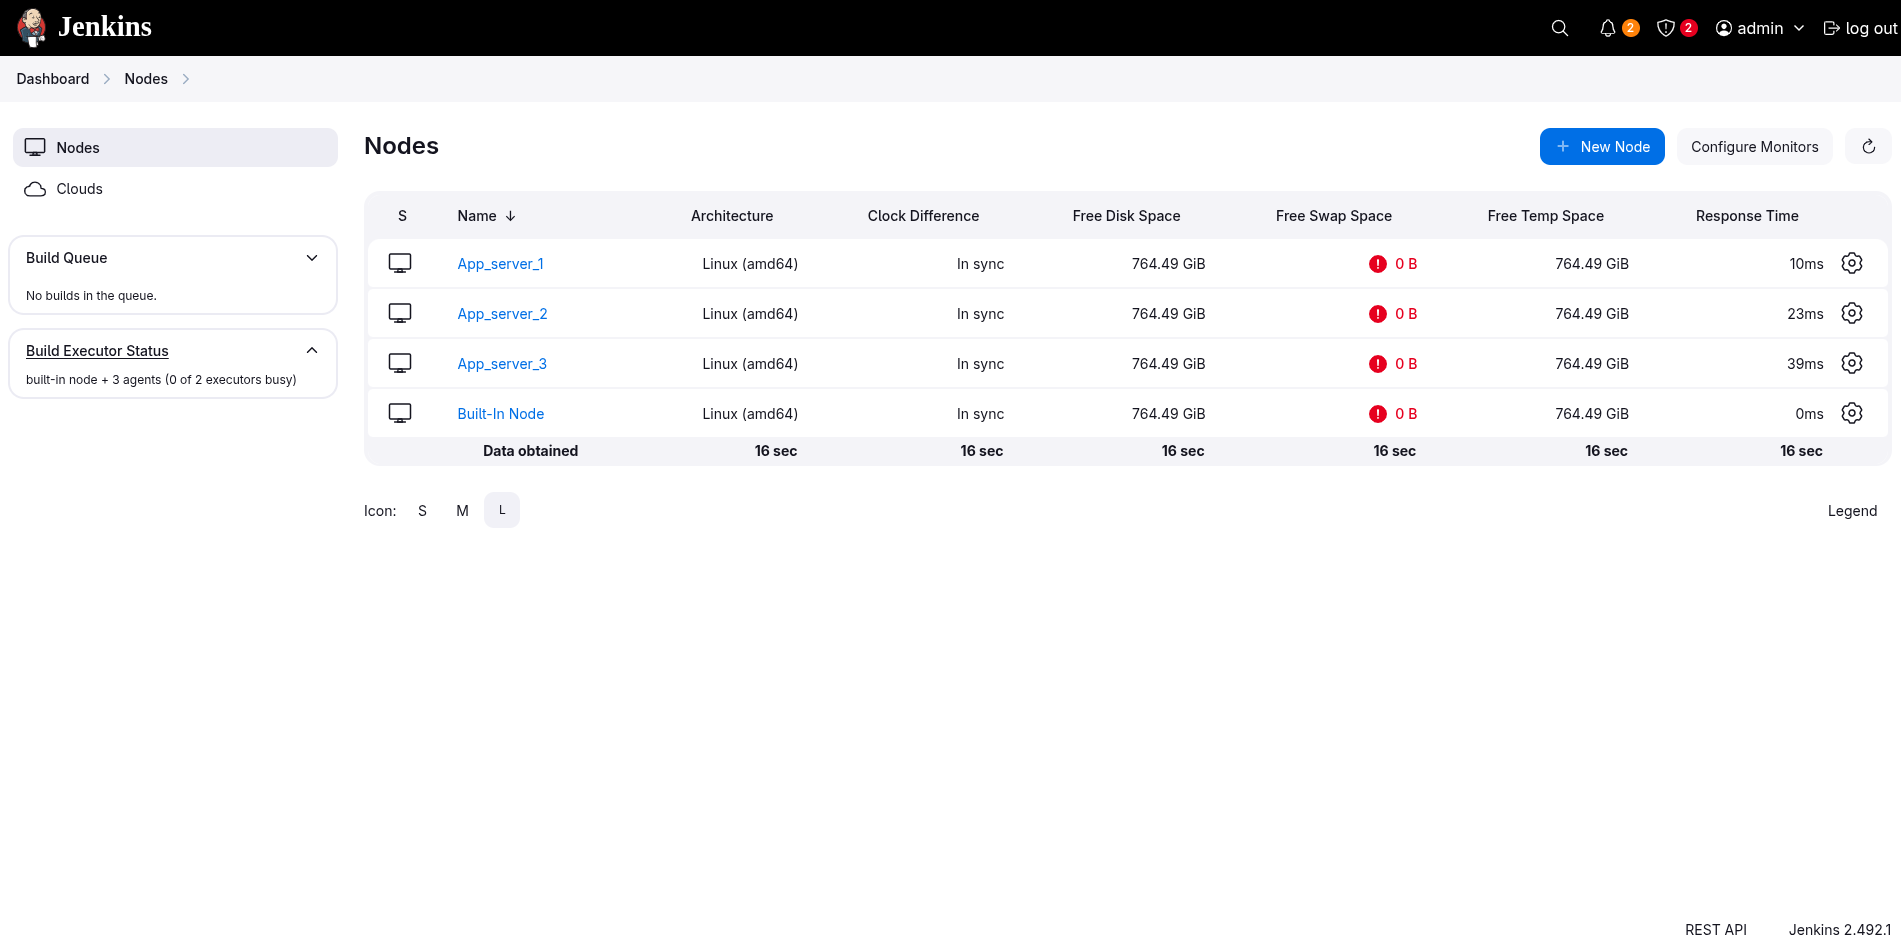 Jenkins
2
2
admin
log out
Dashboard
Nodes
Nodes
Clouds
Build Queue
No builds in the queue.
Build Executor Status
built-in node + 3 agents (0 of 2 executors busy)
Nodes
New Node
Configure Monitors
S Name ↓ Architecture Clock Difference Free Disk Space Free Swap Space Free Temp Space Response Time
App_server_1 Linux (amd64) In sync 764.49 GiB 0 B 764.49 GiB 10ms
App_server_2 Linux (amd64) In sync 764.49 GiB 0 B 764.49 GiB 23ms
App_server_3 Linux (amd64) In sync 764.49 GiB 0 B 764.49 GiB 39ms
Built-In Node Linux (amd64) In sync 764.49 GiB 0 B 764.49 GiB 0ms
Data obtained 16 sec 16 sec 16 sec 16 sec 16 sec 16 sec
Icon: S M L
Legend
REST API
Jenkins 2.492.1